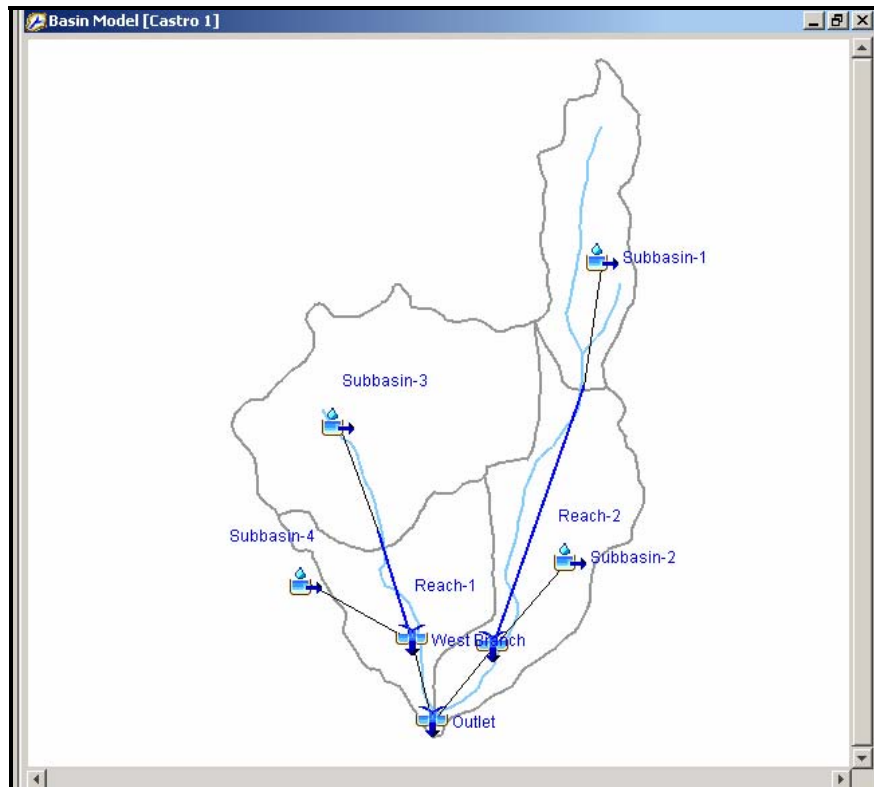 Basin Model [Castro 1]
Subbasin-1
Subbasin-3
Reach-2
Subbasin-4
Subbasin-2
Reach-1
West Branch
Outlet